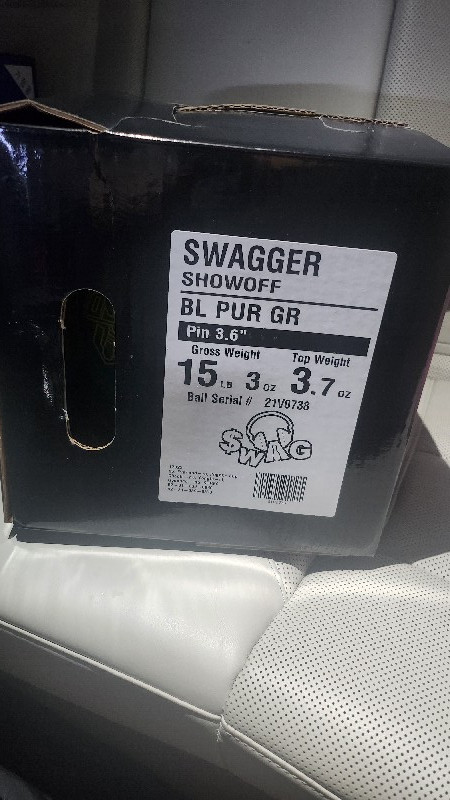 SWAGGER
SHOWOFF
BL PUR GR
Pin 3.6"
Gross Weight Top Weight
15 LB 3 OZ 3.7 OZ
Ball Serial # 21V9738
SWAG